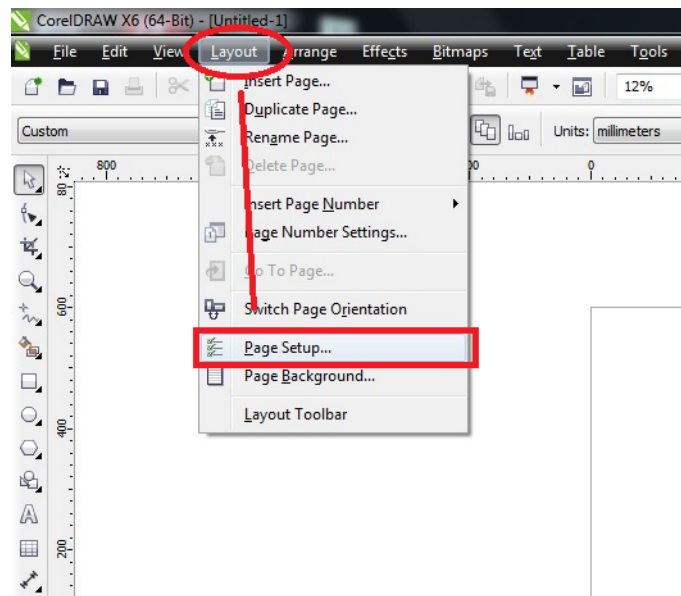 CorelDRAW X6 (64-Bit) - [Untitled-1]
File Edit View Layout Arrange Effects Bitmaps Text Table Tools
12%
Custom
Units: millimeters
800
0
80
600
400
200
Insert Page...
Duplicate Page...
Rename Page...
Delete Page...
Insert Page Number
Page Number Settings...
Go To Page...
Switch Page Orientation
Page Setup...
Page Background...
Layout Toolbar